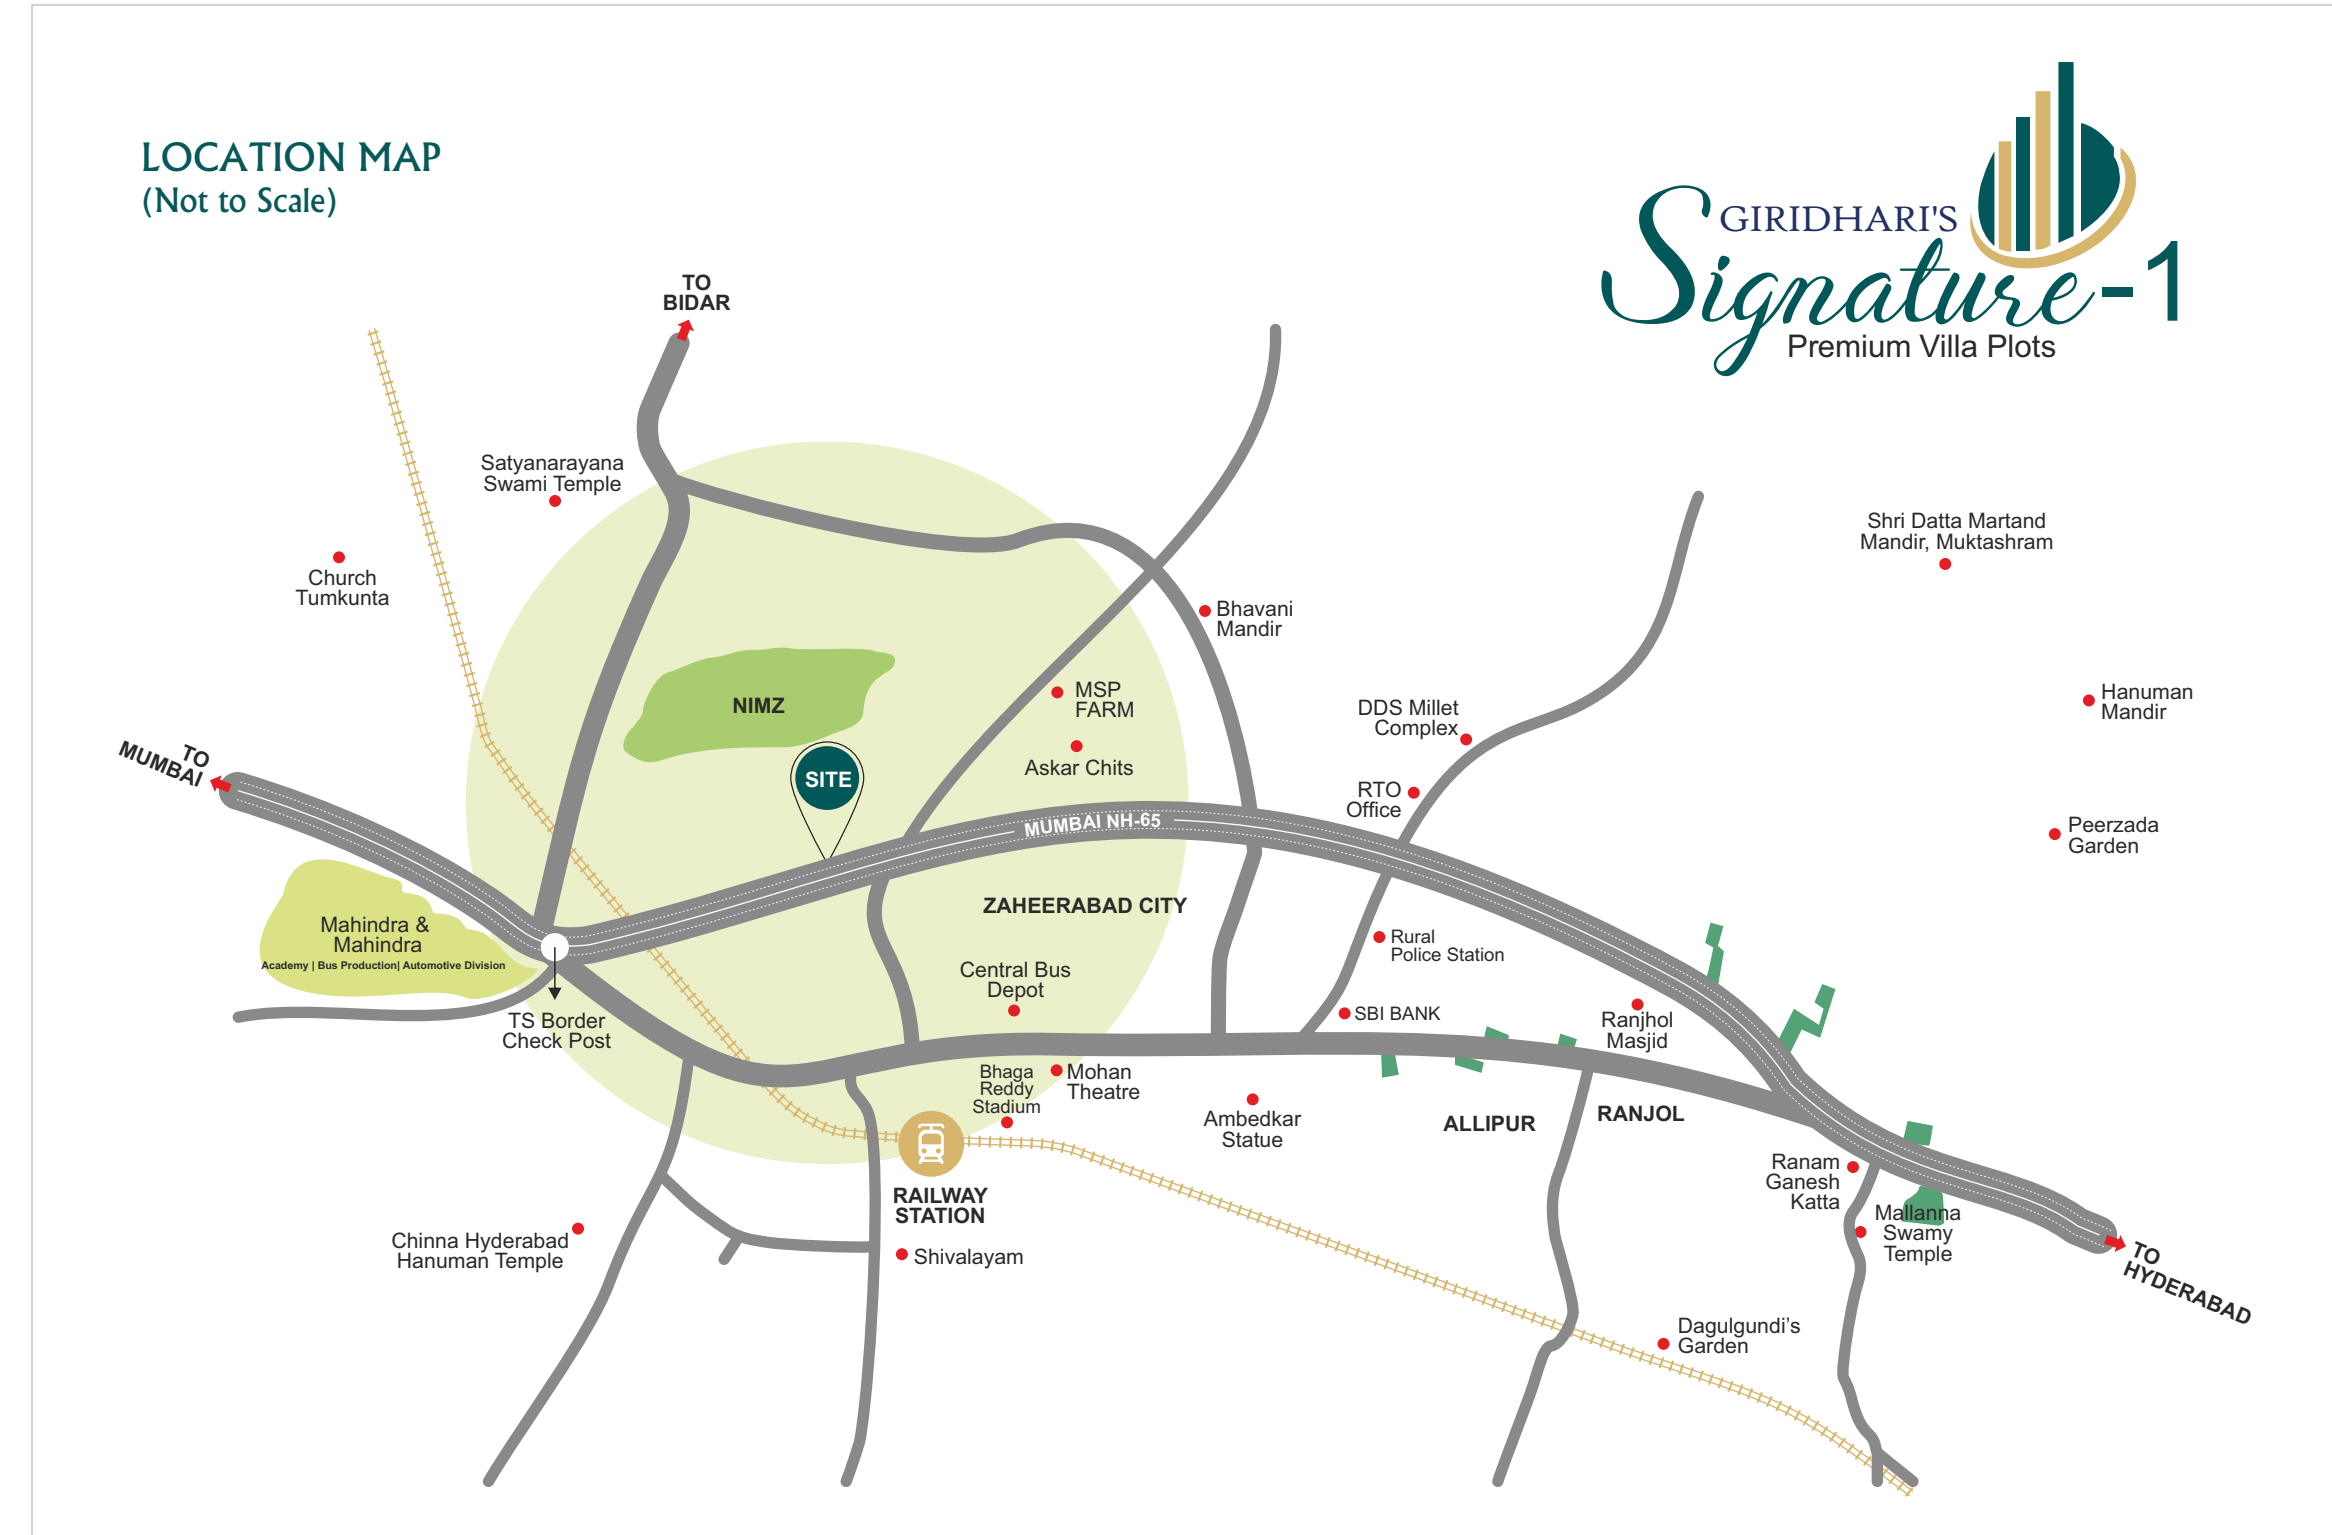 LOCATION MAP
(Not to Scale)
GIRIDHARI'S
Signature-1
Premium Villa Plots
TO
BIDAR
Satyanarayana
Swami Temple
Church
Tumkunta
Shri Datta Martand
Mandir, Muktashram
Bhavani
Mandir
NIMZ
MSP
FARM
Askar Chits
DDS Millet
Complex
Hanuman
Mandir
TO
MUMBAI
SITE
RTO
Office
MUMBAI NH-65
Peerzada
Garden
Mahindra &
Mahindra
Academy | Bus Production| Automotive Division
ZAHEERABAD CITY
Rural
Police Station
Central Bus
Depot
SBI BANK
TS Border
Check Post
Ranjhol
Masjid
Bhaga
Reddy
Stadium
Mohan
Theatre
Ambedkar
Statue
ALLIPUR
RANJOL
RAILWAY
STATION
Ranam
Ganesh
Katta
Mallanna
Swamy
Temple
Chinna Hyderabad
Hanuman Temple
Shivalayam
TO
HYDERABAD
Dagulgundi’s
Garden